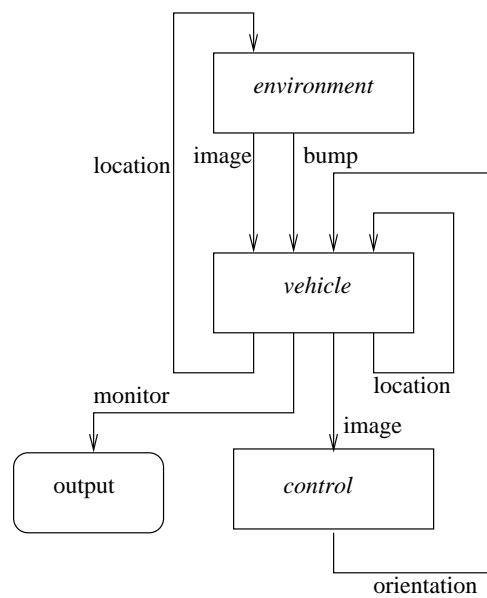 environment
location
image
bump
vehicle
location
monitor
image
output
control
orientation